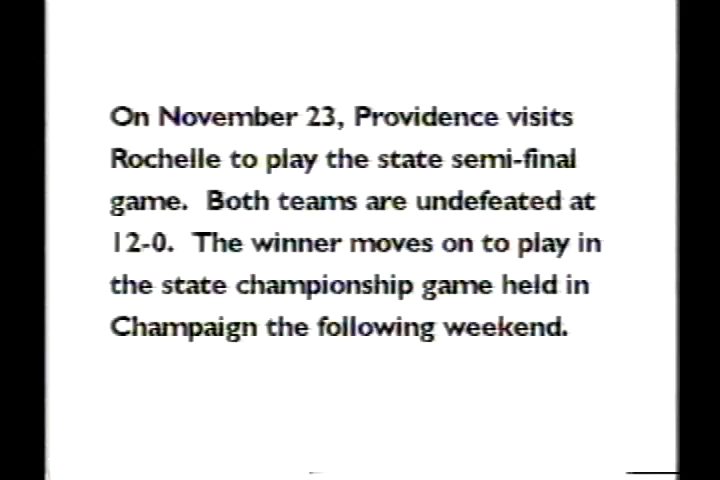 On November 23, Providence visits
Rochelle to play the state semi-final
game.  Both teams are undefeated at
12-0.  The winner moves on to play in
the state championship game held in
Champaign the following weekend.